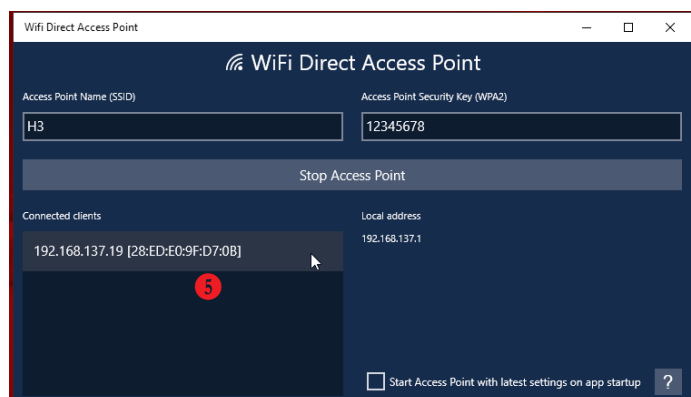 Wifi Direct Access Point
WiFi Direct Access Point
Access Point Name (SSID)
Access Point Security Key (WPA2)
H3
12345678
Stop Access Point
Connected clients
Local address
192.168.137.19 [28:ED:E0:9F:D7:0B]
192.168.137.1
5
Start Access Point with latest settings on app startup
?